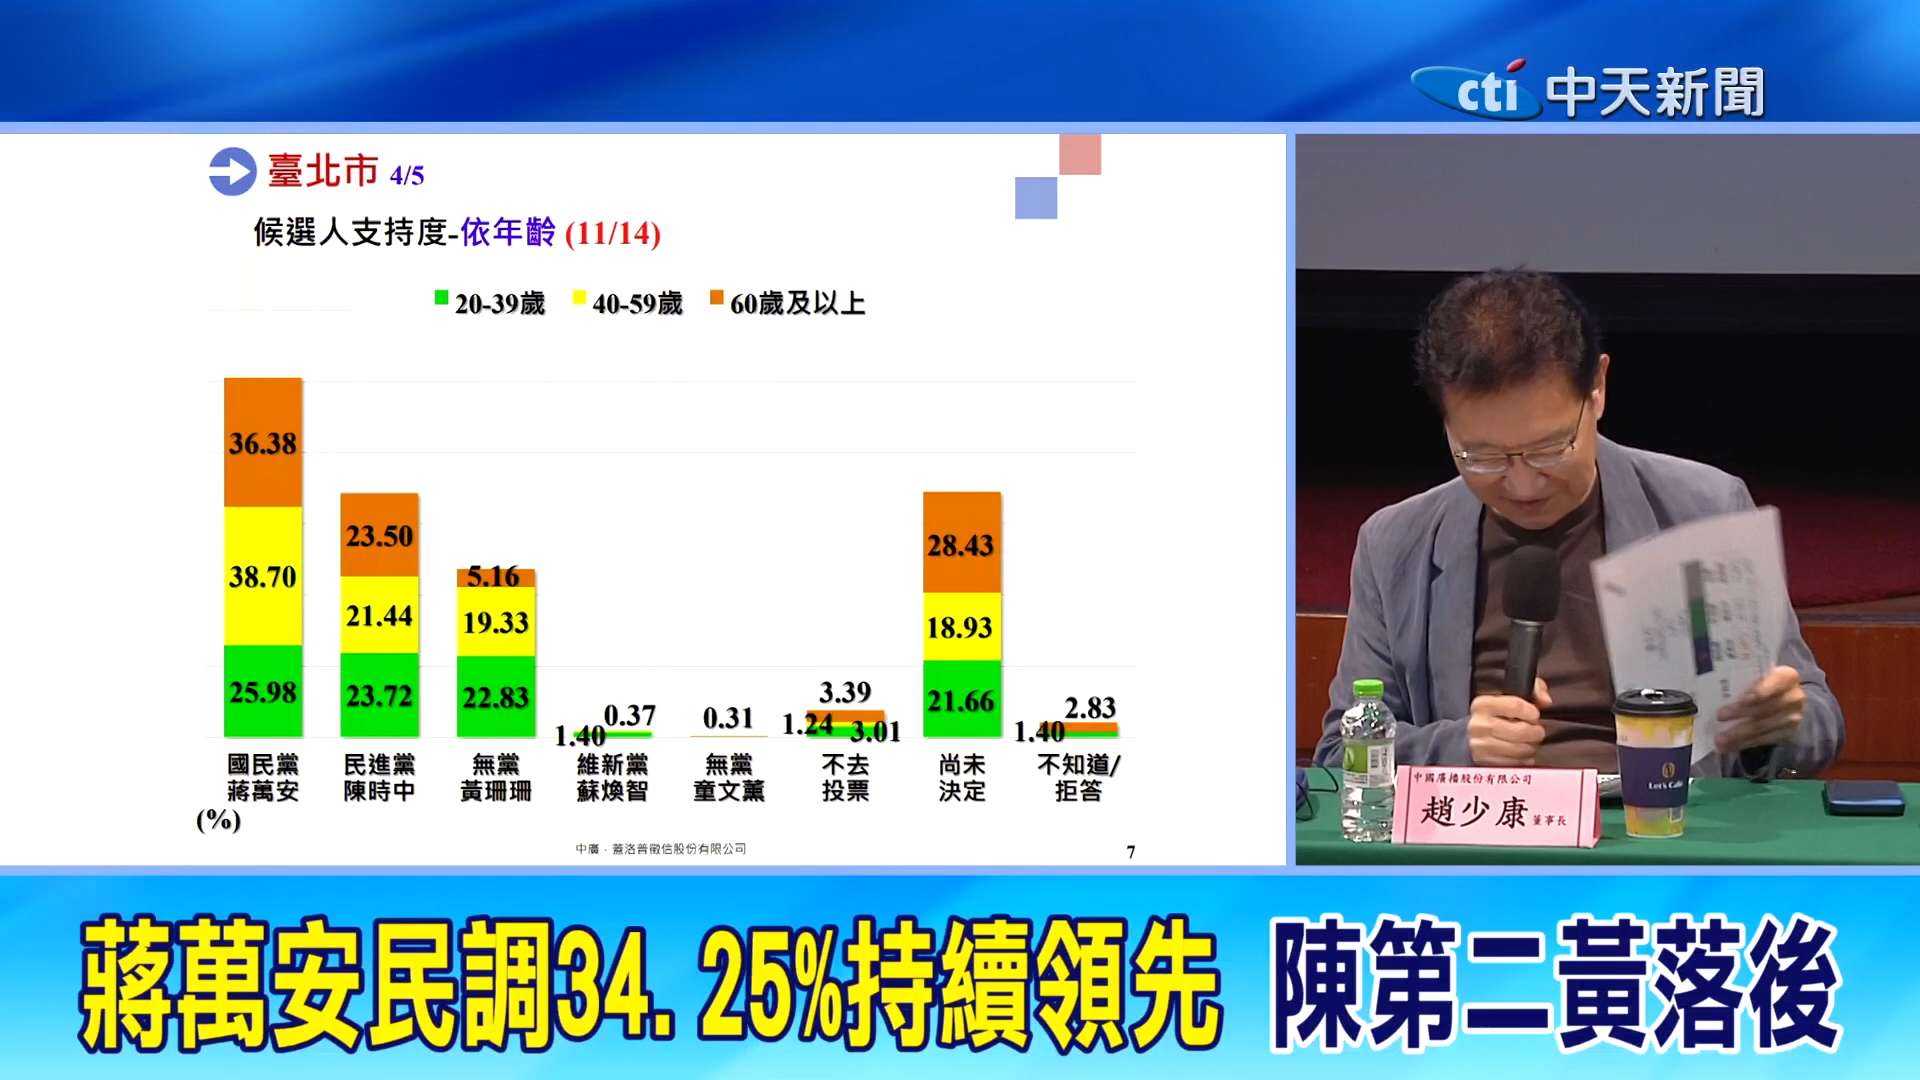 cti 中天新聞
臺北市 4/5
候選人支持度-依年齡 (11/14)
20-39歲 40-59歲 60歲及以上
36.38
38.70
25.98
23.50
21.44
23.72
5.16
19.33
22.83
1.40
0.37
0.31
3.39
1.24
3.01
28.43
18.93
21.66
2.83
1.40
國民黨 蔣萬安
民進黨 陳時中
無黨 黃珊珊
維新黨 蘇煥智
無黨 童文薰
不去 投票
尚未 決定
不知道/ 拒答
(%)
中廣．蓋洛普徵信股份有限公司
7
中國廣播股份有限公司
趙少康 董事長
Let's Café
蔣萬安民調34.25%持續領先 陳第二黃落後